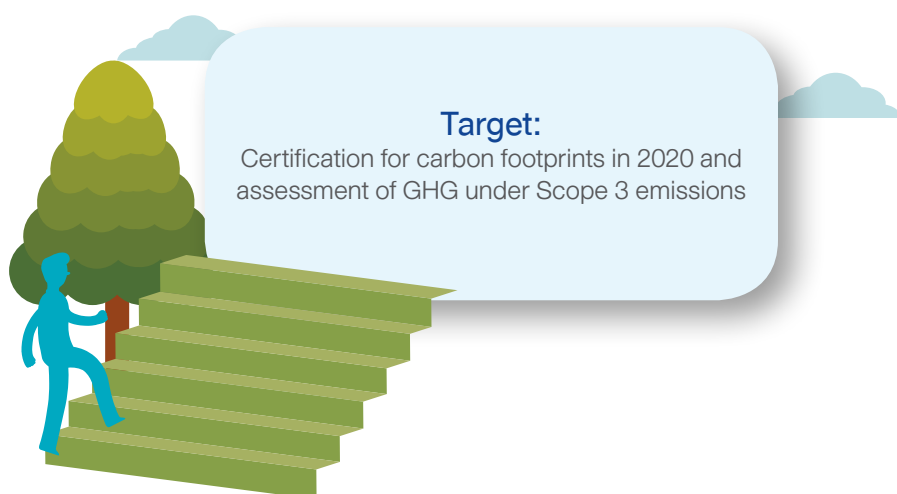 Target:
Certification for carbon footprints in 2020 and
assessment of GHG under Scope 3 emissions